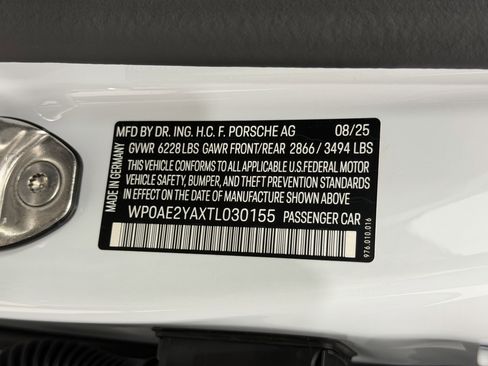 MFD BY DR. ING. H.C. F. PORSCHE AG 08/25
GVWR 6228 LBS GAWR FRONT/REAR 2866 / 3494 LBS
THIS VEHICLE CONFORMS TO ALL APPLICABLE U.S.FEDERAL MOTOR
VEHICLE SAFETY, BUMPER, AND THEFT PREVENTION STANDARDS
IN EFFECT ON THE DATE OF MANUFACTURE SHOWN ABOVE
WP0AE2YAXTL030155 PASSENGER CAR
MADE IN GERMANY
976.010.016